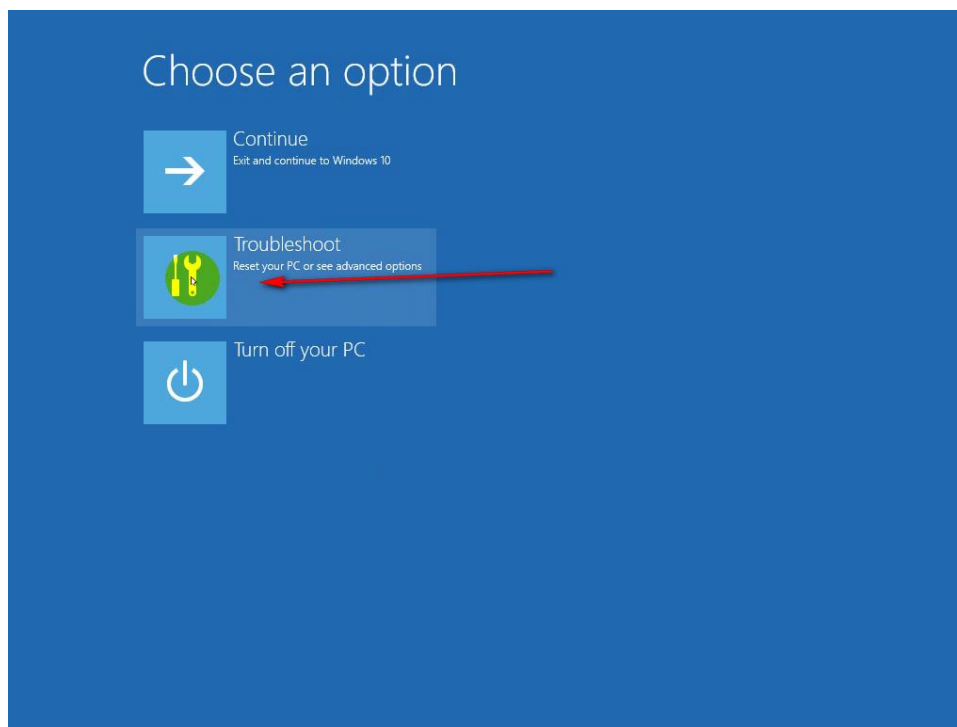 Choose an option
Continue
Exit and continue to Windows 10
Troubleshoot
Reset your PC or see advanced options
Turn off your PC